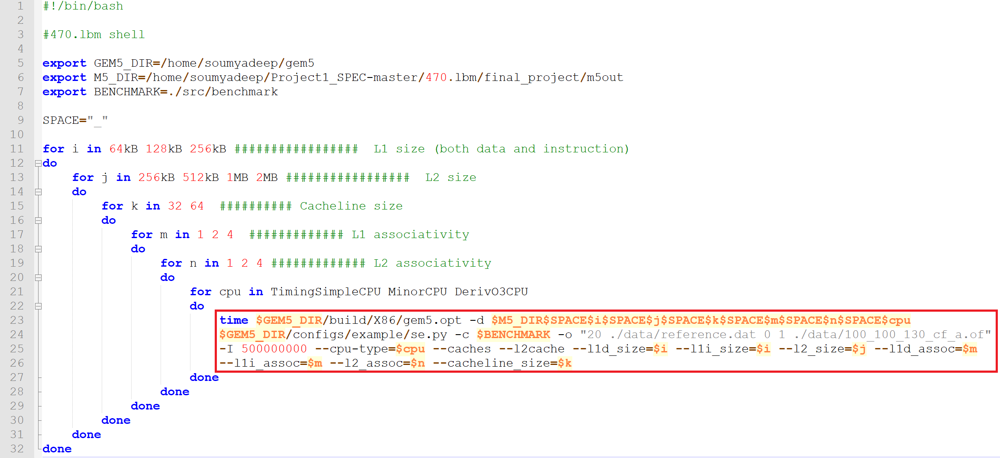 1 #!/bin/bash
2
3 #470.lbm shell
4
5 export GEM5_DIR=/home/soumyadeep/gem5
6 export M5_DIR=/home/soumyadeep/Project1_SPEC-master/470.lbm/final_project/m5out
7 export BENCHMARK=./src/benchmark
8
9 SPACE="_"
10
11 for i in 64kB 128kB 256kB ################# L1 size (both data and instruction)
12 do
13 for j in 256kB 512kB 1MB 2MB ################# L2 size
14 do
15 for k in 32 64 ########## Cacheline size
16 do
17 for m in 1 2 4 ############# L1 associativity
18 do
19 for n in 1 2 4 ############# L2 associativity
20 do
21 for cpu in TimingSimpleCPU MinorCPU DerivO3CPU
22 do
23 time $GEM5_DIR/build/X86/gem5.opt -d $M5_DIR$SPACE$i$SPACE$j$SPACE$k$SPACE$m$SPACE$n$SPACE$cpu
24 $GEM5_DIR/configs/example/se.py -c $BENCHMARK -o "20 ./data/reference.dat 0 1 ./data/100_100_130_cf_a.of"
25 -I 500000000 --cpu-type=$cpu --caches --l2cache --l1d_size=$i --l1i_size=$i --l2_size=$j --l1d_assoc=$m
26 --l1i_assoc=$m --l2_assoc=$n --cacheline_size=$k
27 done
28 done
29 done
30 done
31 done
32 done